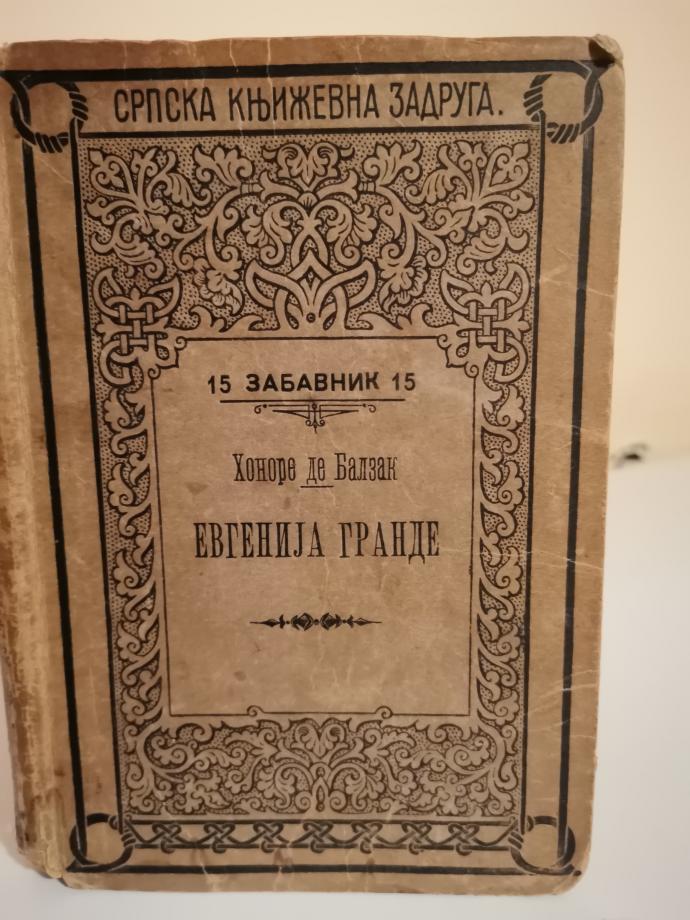 СРПСКА КЊИЖЕВНА ЗАДРУГА.
15 ЗАБАВНИК 15
Хоноре де Балзак
ЕВГЕНИЈА ГРАНДЕ